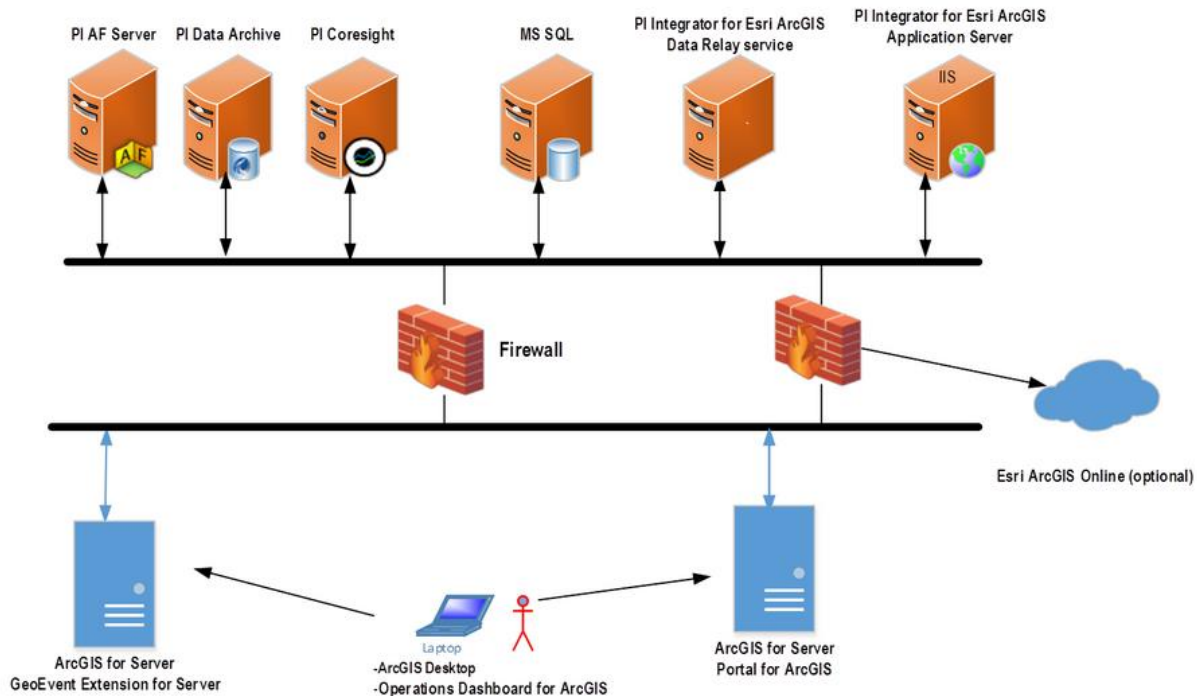 PI AF Server
PI Data Archive
PI Coresight
MS SQL
PI Integrator for Esri ArcGIS
Data Relay service
PI Integrator for Esri ArcGIS
Application Server
IIS
A F
Firewall
Esri ArcGIS Online (optional)
ArcGIS for Server
GeoEvent Extension for Server
Laptop
-ArcGIS Desktop
-Operations Dashboard for ArcGIS
ArcGIS for Server
Portal for ArcGIS